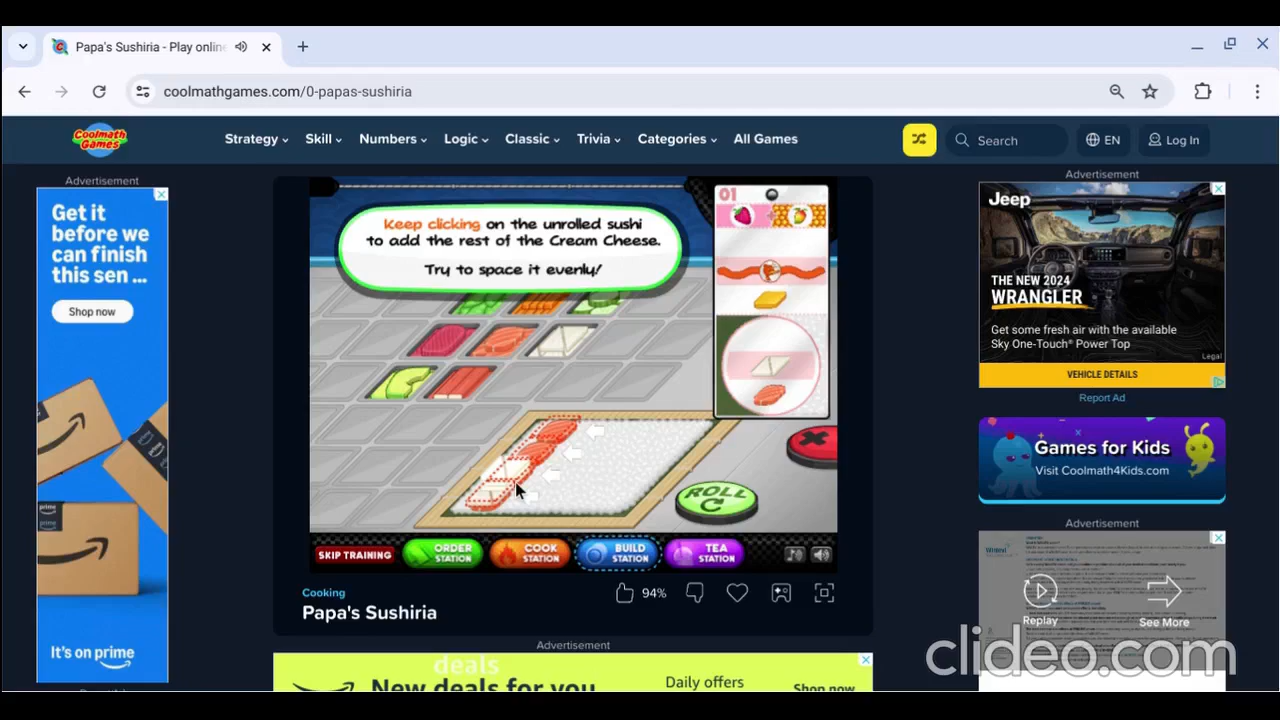 Papa's Sushiria - Play online
coolmathgames.com/0-papas-sushiria
Coolmath Games
Strategy
Skill
Numbers
Logic
Classic
Trivia
Categories
All Games
Search
EN
Log In
Advertisement
Get it
before we
can finish
this sen ...
Shop now
prime
prime
It's on prime
Keep clicking on the unrolled sushi
to add the rest of the Cream Cheese.
Try to space it evenly!
01
ROLL
SKIP TRAINING
ORDER STATION
COOK STATION
BUILD STATION
TEA STATION
Cooking
94%
Papa's Sushiria
Advertisement
deals
New deals for you
Daily offers
Shop now
Advertisement
Jeep
THE NEW 2024
WRANGLER
Get some fresh air with the available
Sky One-Touch® Power Top
Legal
VEHICLE DETAILS
Report Ad
Games for Kids
Visit Coolmath4Kids.com
Advertisement
Replay
See More
clideo.com